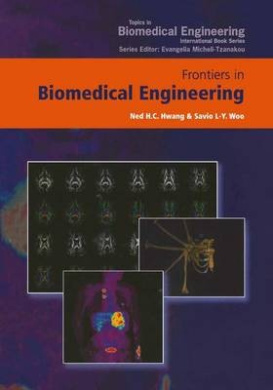 Topics in
Biomedical Engineering
International Book Series
Series Editor: Evangelia Micheli-Tzanakou
Frontiers in
Biomedical Engineering
Ned H.C. Hwang & Savio L-Y. Woo